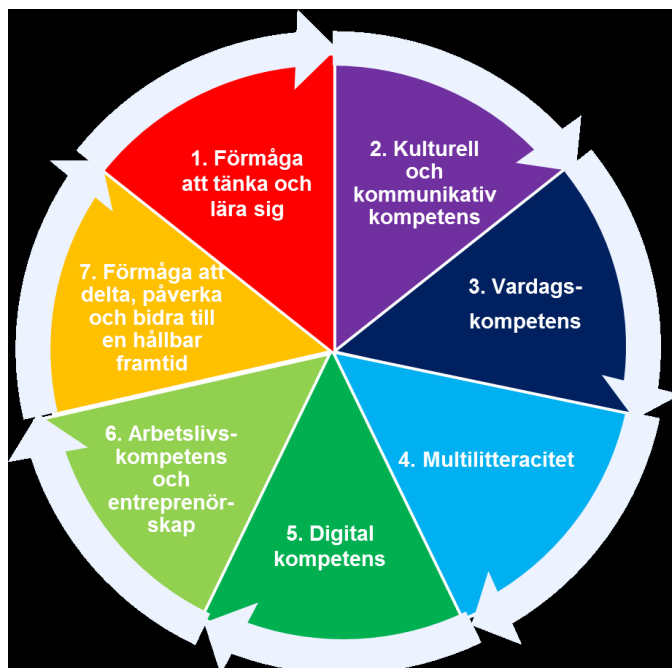 1. Förmåga
att tänka och
lära sig
2. Kulturell
och
kommunikativ
kompetens
3. Vardags-
kompetens
4. Multilitteracitet
5. Digital
kompetens
6. Arbetslivs-
kompetens
och
entreprenör-
skap
7. Förmåga att
delta, påverka
och bidra till
en hållbar
framtid